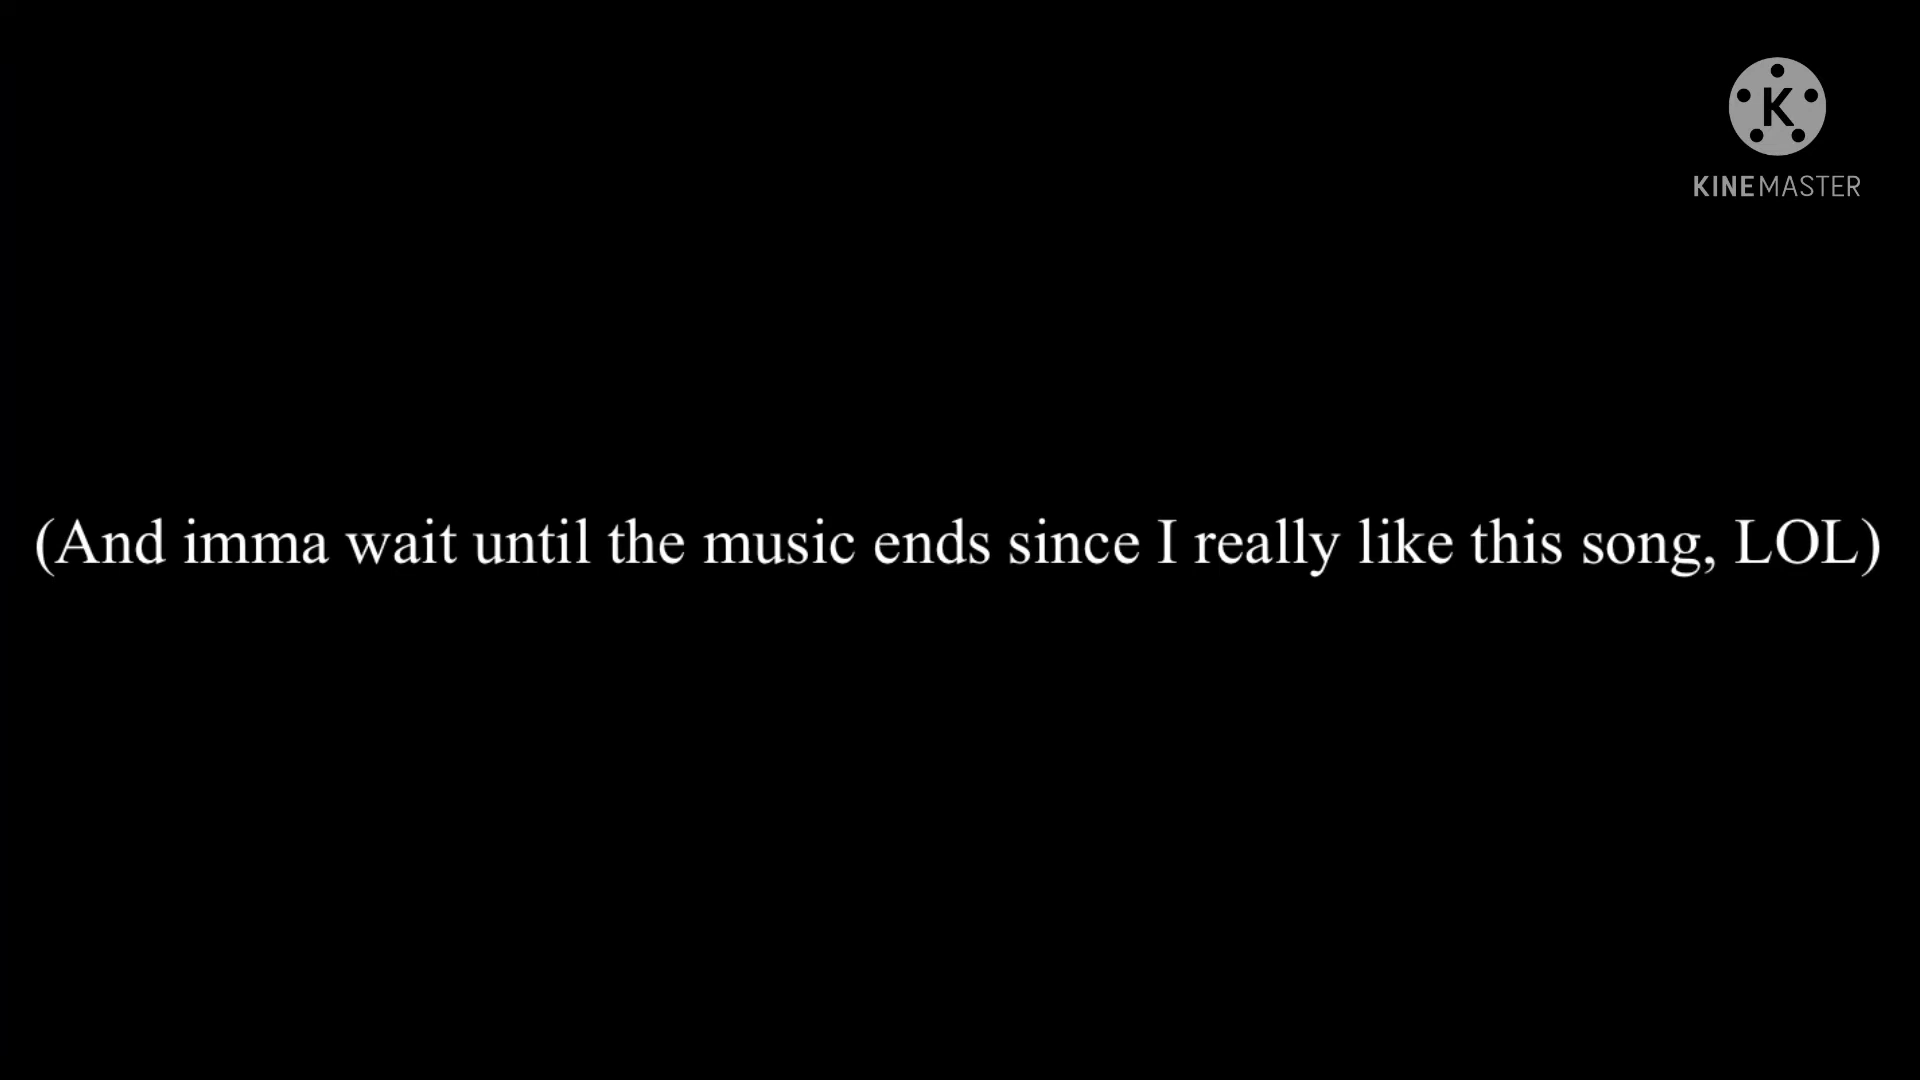 K
KINEMASTER
(And imma wait until the music ends since I really like this song, LOL)